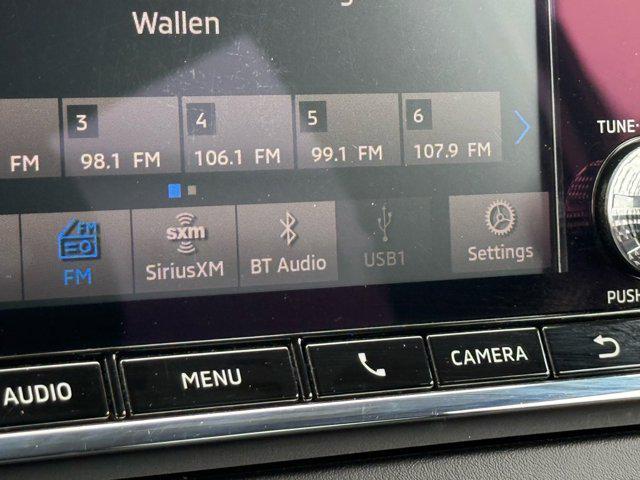 Wallen
3 4 5 6
FM 98.1 FM 106.1 FM 99.1 FM 107.9 FM
TUNE-
FM
sxm
FM SiriusXM BT Audio USB1 Settings
PUSH
AUDIO MENU CAMERA